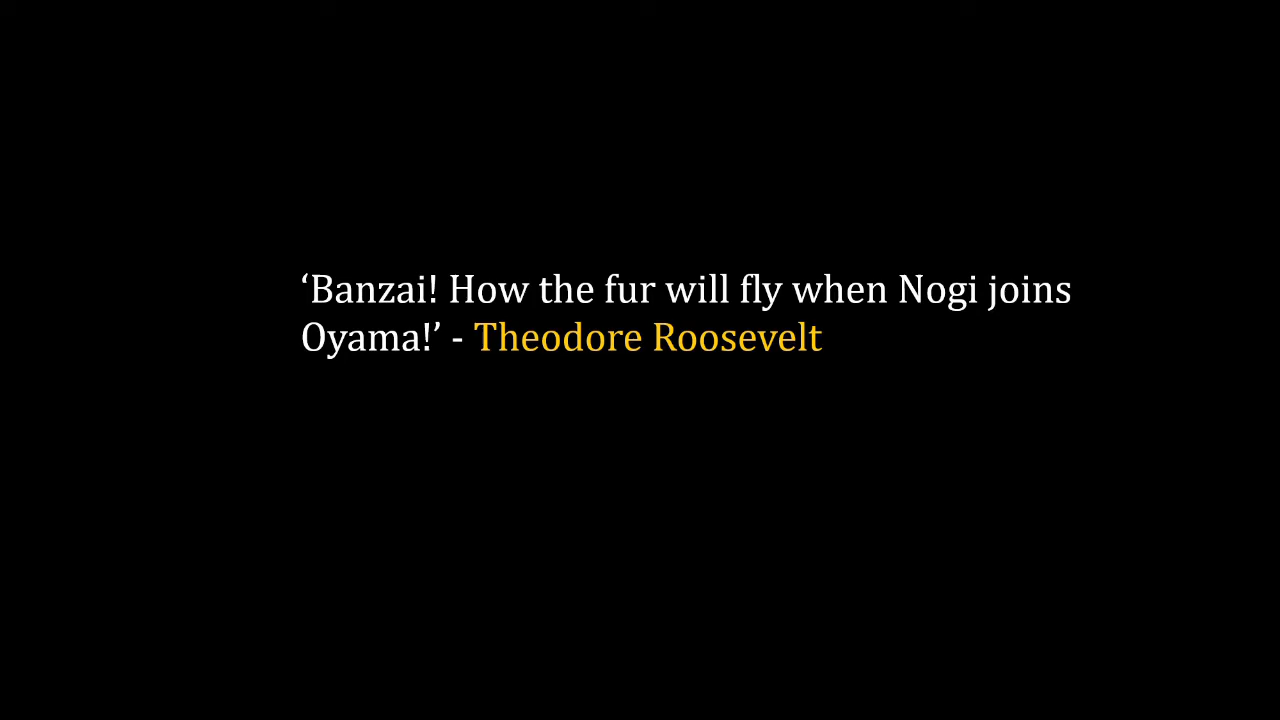 ‘Banzai! How the fur will fly when Nogi joins
Oyama!’ - Theodore Roosevelt